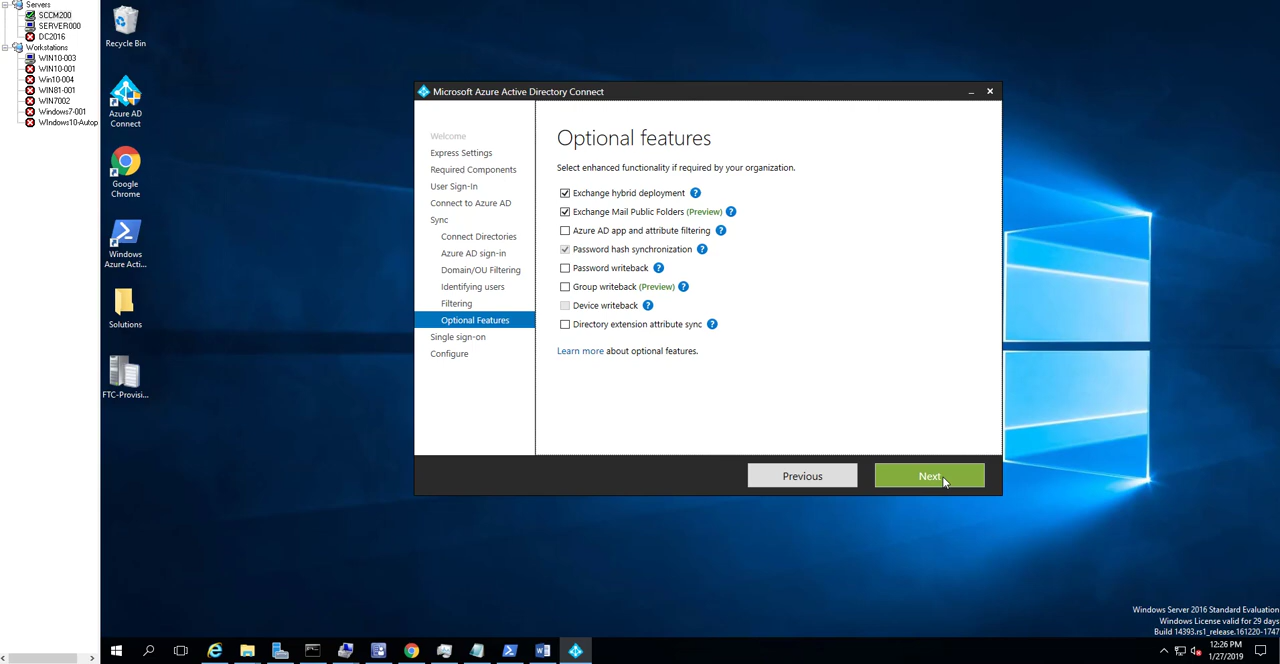 Servers
SCCM200
SERVER000
DC2016
Workstations
WIN10-003
WIN10-001
Win10-004
WIN81-001
WIN7002
Windows7-001
WIndows10-Autop
Recycle Bin
Azure AD
Connect
Google
Chrome
Windows
Azure Acti...
Solutions
FTC-Provisi...
Microsoft Azure Active Directory Connect
Welcome
Express Settings
Required Components
User Sign-In
Connect to Azure AD
Sync
Connect Directories
Azure AD sign-in
Domain/OU Filtering
Identifying users
Filtering
Optional Features
Single sign-on
Configure
Optional features
Select enhanced functionality if required by your organization.
Exchange hybrid deployment ?
Exchange Mail Public Folders (Preview) ?
Azure AD app and attribute filtering ?
Password hash synchronization ?
Password writeback ?
Group writeback (Preview) ?
Device writeback ?
Directory extension attribute sync ?
Learn more about optional features.
Previous
Next
Windows Server 2016 Standard Evaluation
Windows License valid for 29 days
Build 14393.rs1_release.161220-1747
12:26 PM
1/27/2019